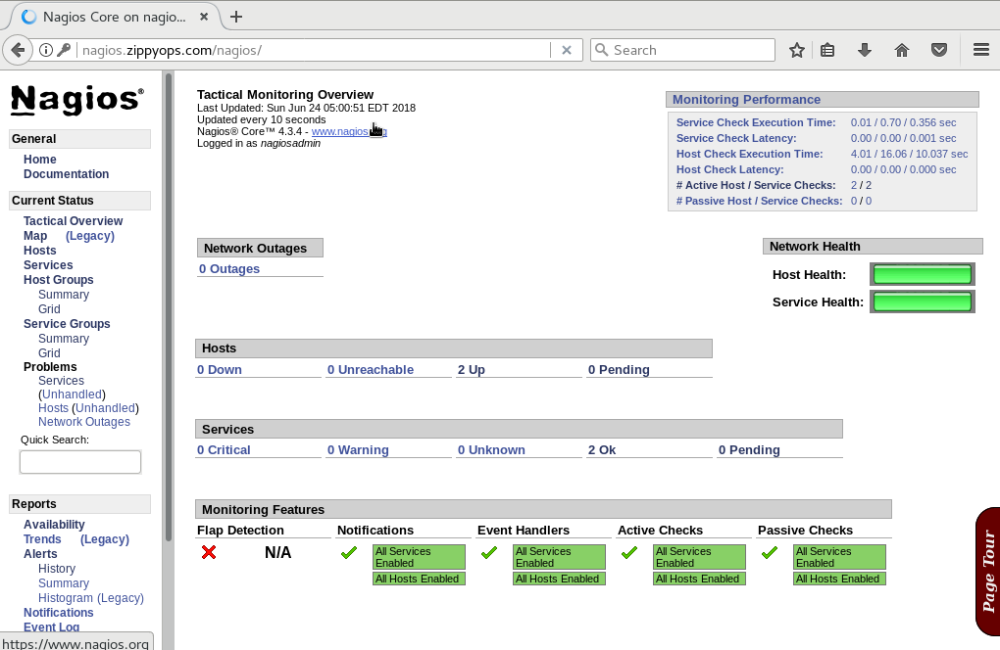 Nagios Core on nagio...
nagios.zippyops.com/nagios/
Search
Nagios®
General
Home
Documentation
Current Status
Tactical Overview
Map (Legacy)
Hosts
Services
Host Groups
Summary
Grid
Service Groups
Summary
Grid
Problems
Services
(Unhandled)
Hosts (Unhandled)
Network Outages
Quick Search:
Reports
Availability
Trends (Legacy)
Alerts
History
Summary
Histogram (Legacy)
Notifications
Event Log
https://www.nagios.org
Tactical Monitoring Overview
Last Updated: Sun Jun 24 05:00:51 EDT 2018
Updated every 10 seconds
Nagios® Core™ 4.3.4 - www.nagios.org
Logged in as nagiosadmin
Monitoring Performance
Service Check Execution Time: 0.01 / 0.70 / 0.356 sec
Service Check Latency: 0.00 / 0.00 / 0.001 sec
Host Check Execution Time: 4.01 / 16.06 / 10.037 sec
Host Check Latency: 0.00 / 0.00 / 0.000 sec
# Active Host / Service Checks: 2 / 2
# Passive Host / Service Checks: 0 / 0
Network Outages
0 Outages
Network Health
Host Health:
Service Health:
Hosts
0 Down 0 Unreachable 2 Up 0 Pending
Services
0 Critical 0 Warning 0 Unknown 2 Ok 0 Pending
Monitoring Features
Flap Detection Notifications Event Handlers Active Checks Passive Checks
N/A
All Services Enabled
All Hosts Enabled
All Services Enabled
All Hosts Enabled
All Services Enabled
All Hosts Enabled
All Services Enabled
All Hosts Enabled
Page Tour